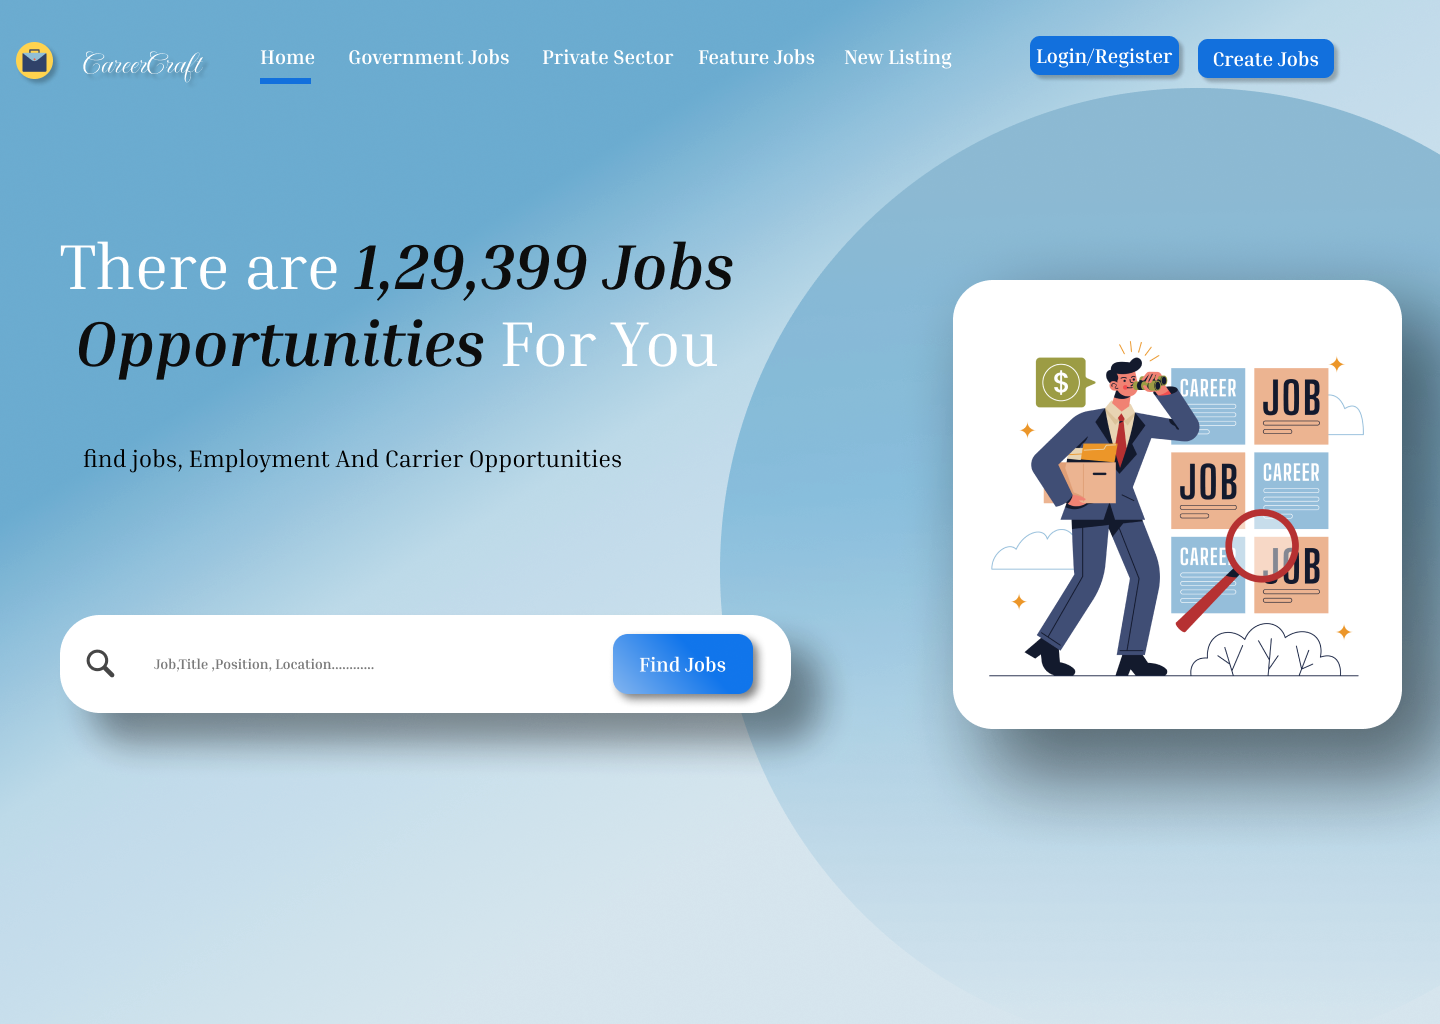 CareerCraft
Home
Government Jobs
Private Sector
Feature Jobs
New Listing
Login/Register
Create Jobs
There are 1,29,399 Jobs
Opportunities For You
find jobs, Employment And Carrier Opportunities
Job,Title ,Position, Location............
Find Jobs
$
CAREER
JOB
JOB
CAREER
CAREER
JOB